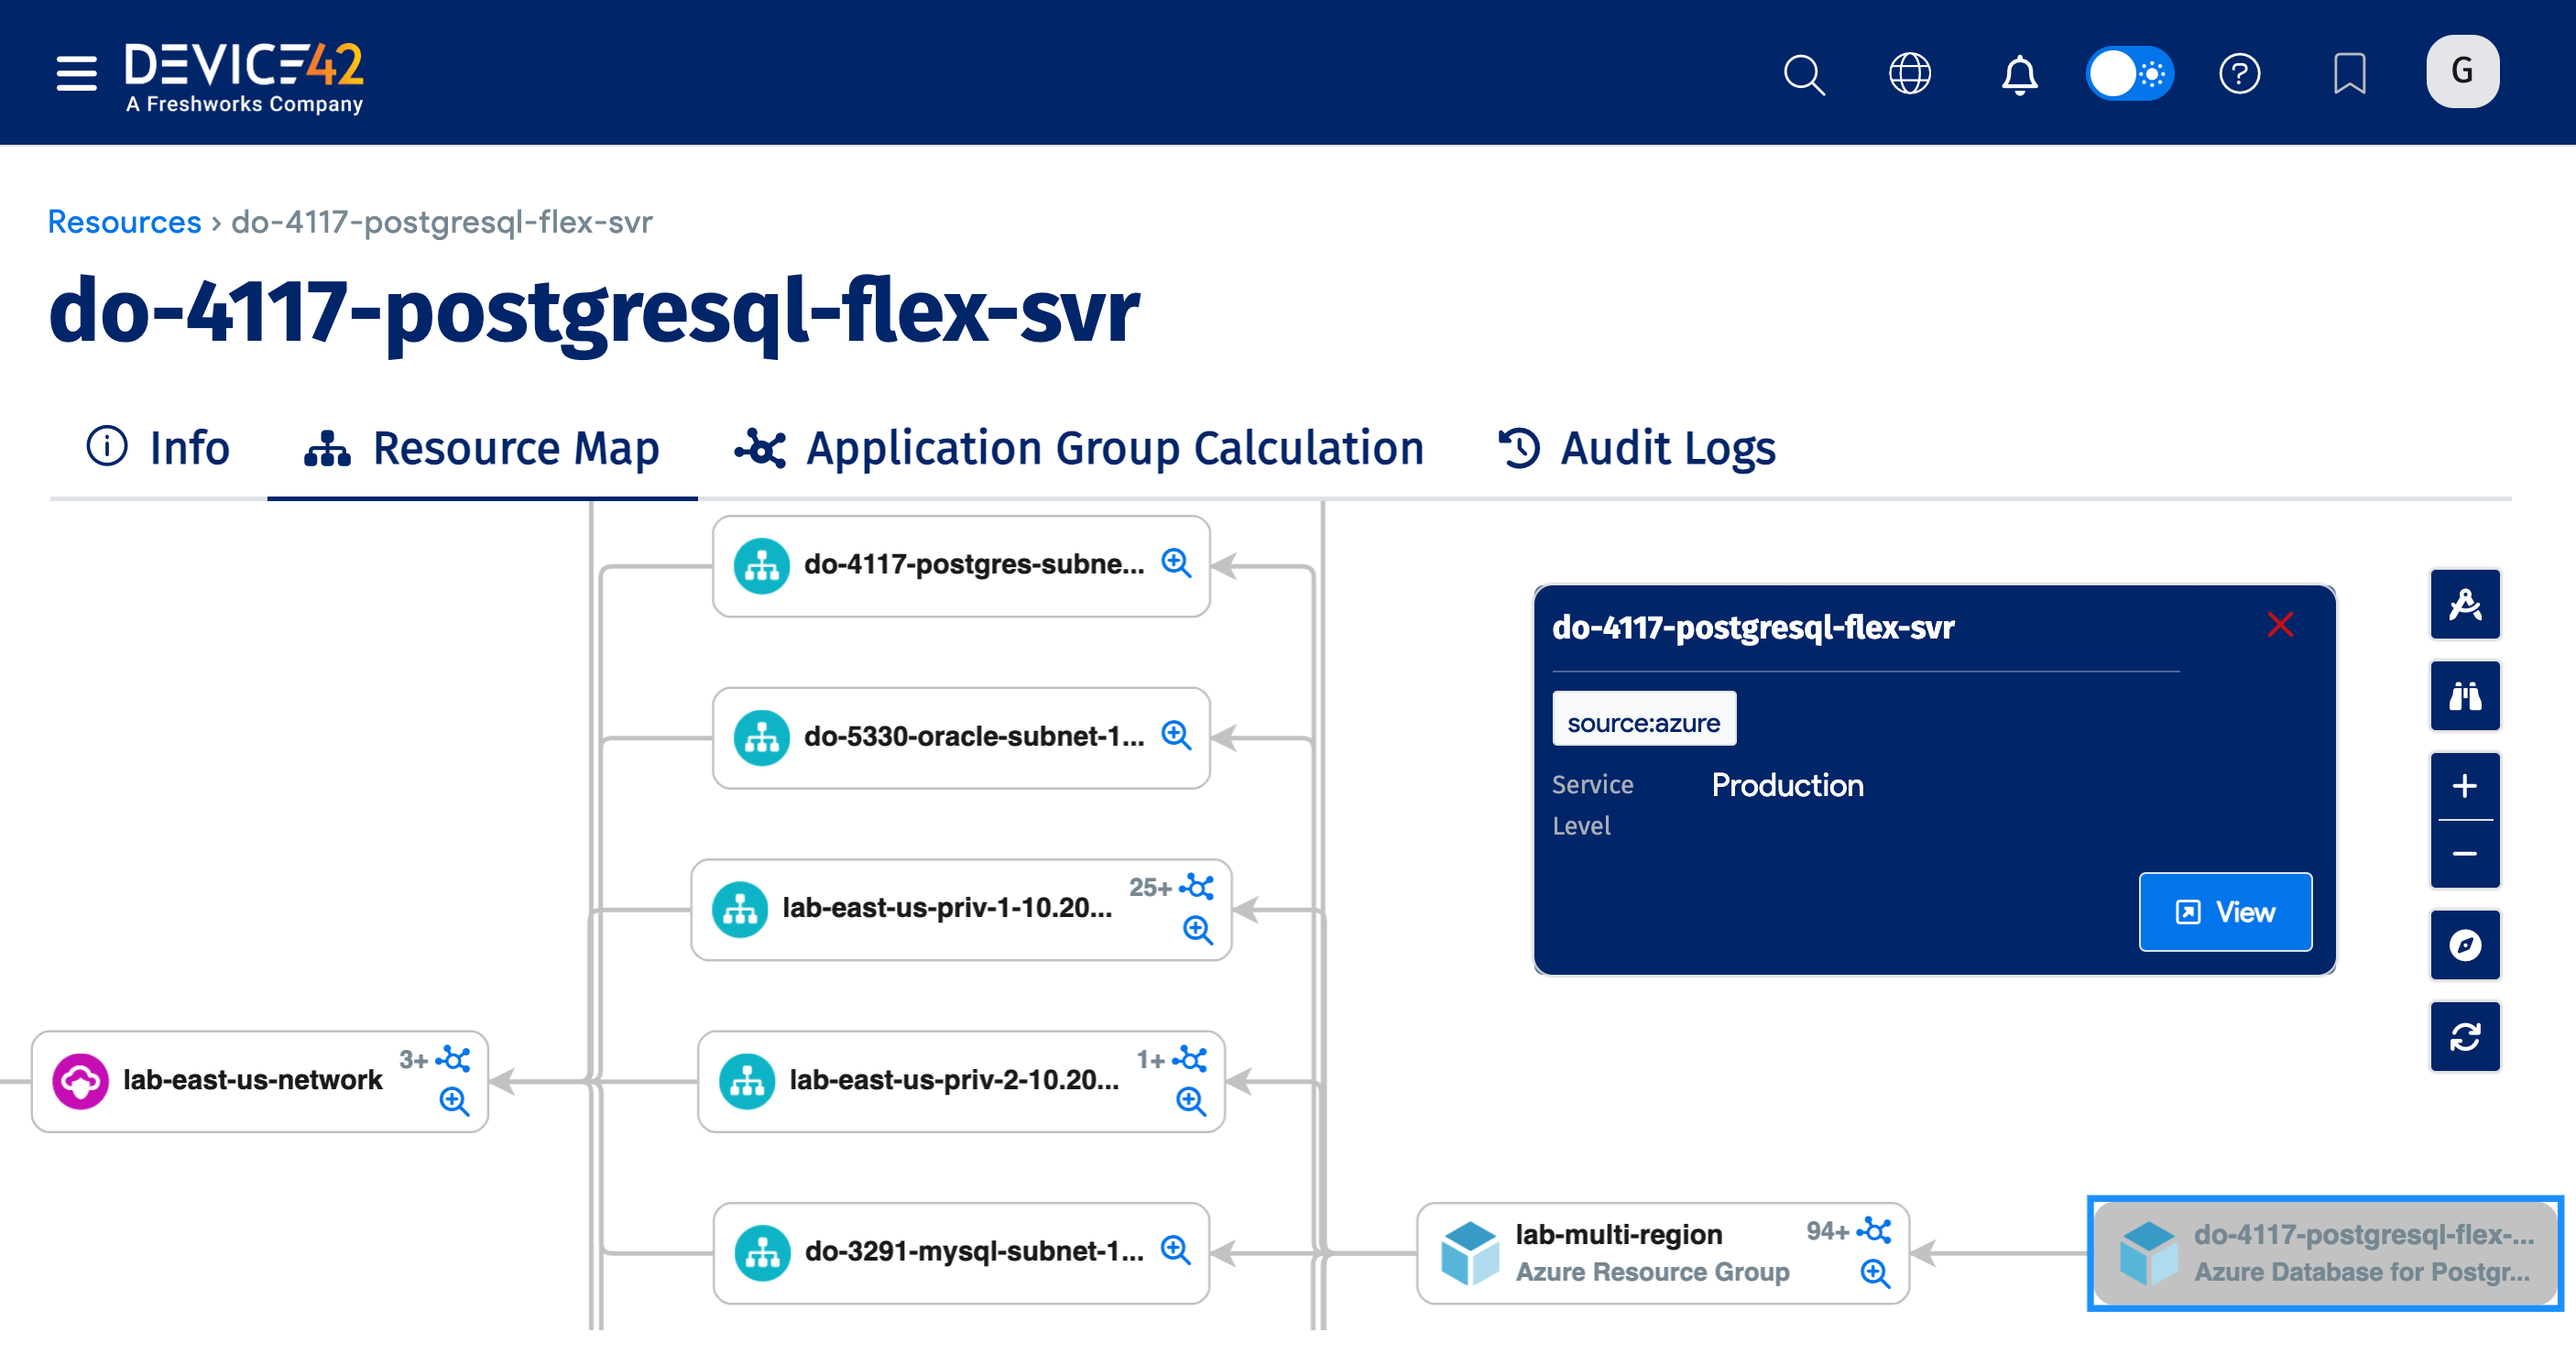 DEVICE42
A Freshworks Company
G
Resources › do-4117-postgresql-flex-svr
do-4117-postgresql-flex-svr
Info
Resource Map
Application Group Calculation
Audit Logs
do-4117-postgres-subne...
do-5330-oracle-subnet-1...
lab-east-us-priv-1-10.20...
25+
lab-east-us-network
3+
lab-east-us-priv-2-10.20...
1+
do-3291-mysql-subnet-1...
lab-multi-region
94+
Azure Resource Group
do-4117-postgresql-flex-...
Azure Database for Postgr...
do-4117-postgresql-flex-svr
source:azure
Service
Level
Production
View